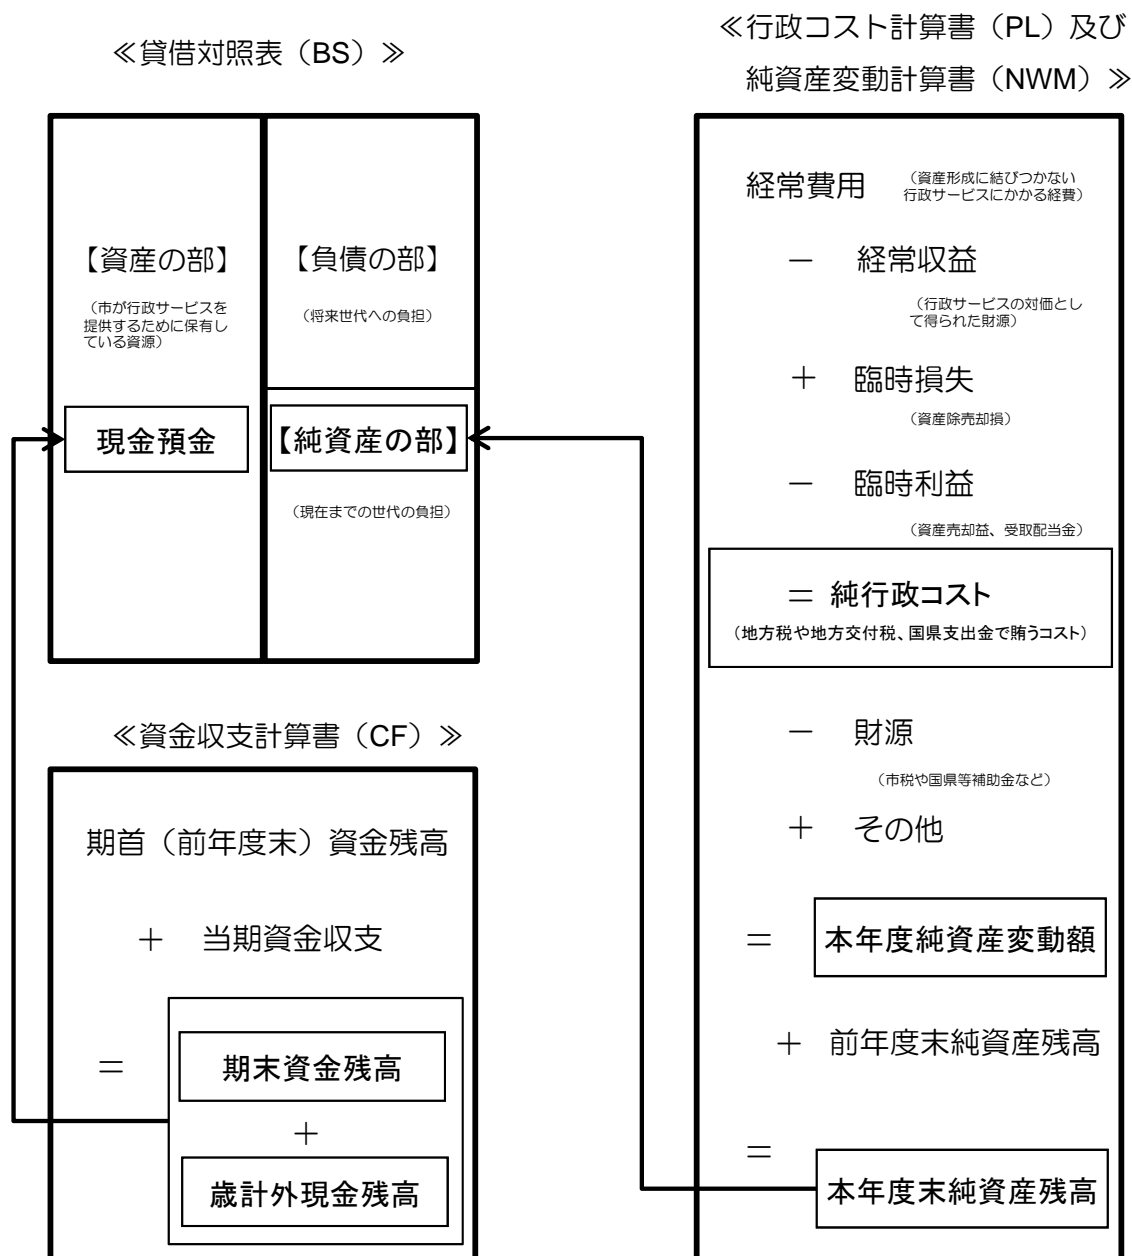 ≪貸借対照表（BS）≫
【資産の部】
（市が行政サービスを
提供するために保有し
ている資源）
現金預金
【負債の部】
（将来世代への負担）
【純資産の部】
（現在までの世代の負担）
≪資金収支計算書（CF）≫
期首（前年度末）資金残高
＋ 当期資金収支
＝ 期末資金残高
＋
歳計外現金残高
≪行政コスト計算書（PL）及び
純資産変動計算書（NWM）≫
経常費用
（資産形成に結びつかない
行政サービスにかかる経費）
－ 経常収益
（行政サービスの対価とし
て得られた財源）
＋ 臨時損失
（資産除売却損）
－ 臨時利益
（資産売却益、受取配当金）
＝ 純行政コスト
（地方税や地方交付税、国県支出金で賄うコスト）
－ 財源
（市税や国県等補助金など）
＋ その他
＝ 本年度純資産変動額
＋ 前年度末純資産残高
＝ 本年度末純資産残高